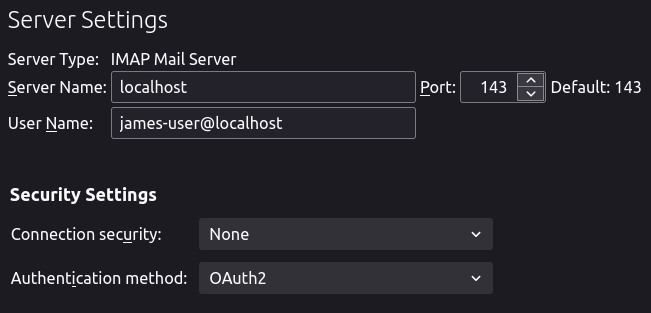 Server Settings
Server Type: IMAP Mail Server
Server Name: localhost Port: 143 Default: 143
User Name: james-user@localhost
Security Settings
Connection security: None
Authentication method: OAuth2